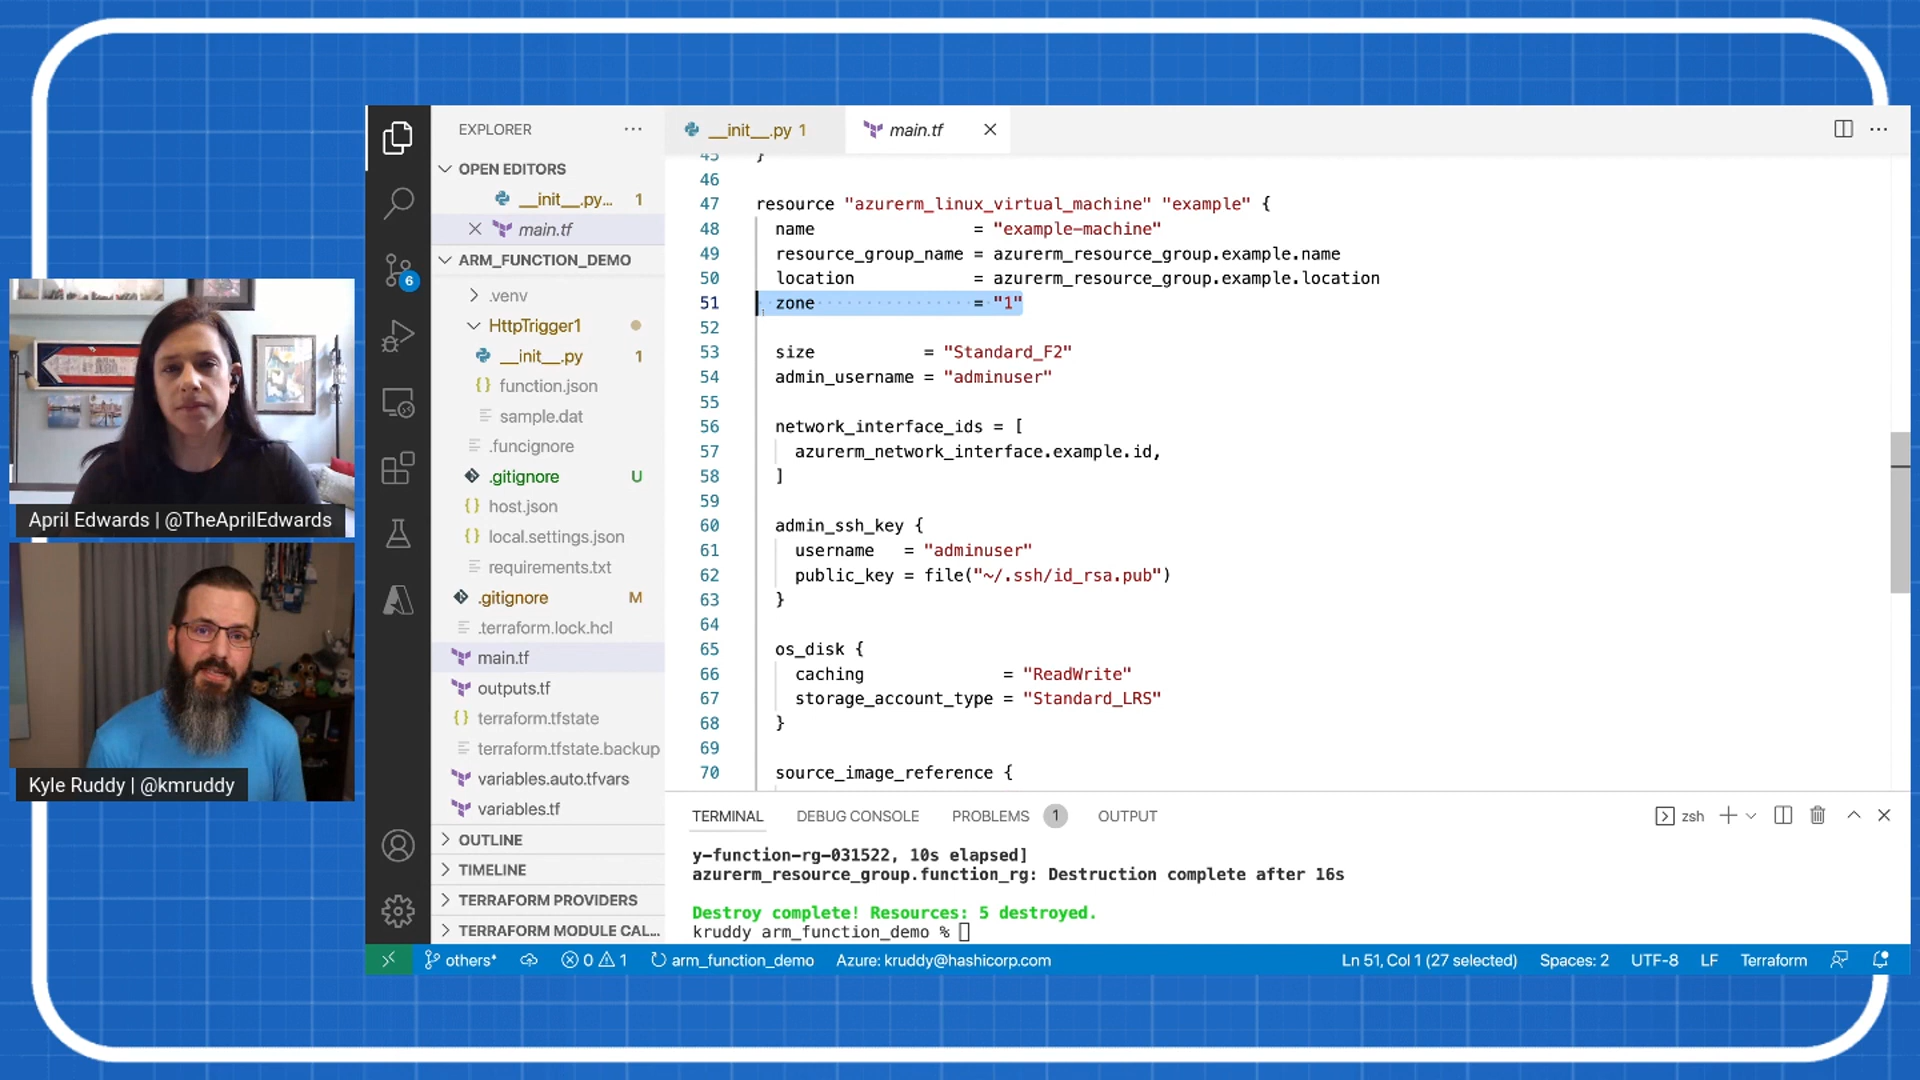 April Edwards | @TheAprilEdwards
Kyle Ruddy | @kmruddy
6
EXPLORER
OPEN EDITORS
__init__.py... 1
main.tf
ARM_FUNCTION_DEMO
.venv
HttpTrigger1
__init__.py 1
function.json
sample.dat
.funcignore
.gitignore U
host.json
local.settings.json
requirements.txt
.gitignore M
.terraform.lock.hcl
main.tf
outputs.tf
terraform.tfstate
terraform.tfstate.backup
variables.auto.tfvars
variables.tf
OUTLINE
TIMELINE
TERRAFORM PROVIDERS
TERRAFORM MODULE CAL...
__init__.py 1
main.tf
45 }
46
47 resource "azurerm_linux_virtual_machine" "example" {
48 name = "example-machine"
49 resource_group_name = azurerm_resource_group.example.name
50 location = azurerm_resource_group.example.location
51 zone = "1"
52
53 size = "Standard_F2"
54 admin_username = "adminuser"
55
56 network_interface_ids = [
57 azurerm_network_interface.example.id,
58 ]
59
60 admin_ssh_key {
61 username = "adminuser"
62 public_key = file("~/.ssh/id_rsa.pub")
63 }
64
65 os_disk {
66 caching = "ReadWrite"
67 storage_account_type = "Standard_LRS"
68 }
69
70 source_image_reference {
TERMINAL DEBUG CONSOLE PROBLEMS 1 OUTPUT zsh
y-function-rg-031522, 10s elapsed]
azurerm_resource_group.function_rg: Destruction complete after 16s
Destroy complete! Resources: 5 destroyed.
kruddy arm_function_demo %
others* 0 1 arm_function_demo Azure: kruddy@hashicorp.com Ln 51, Col 1 (27 selected) Spaces: 2 UTF-8 LF Terraform